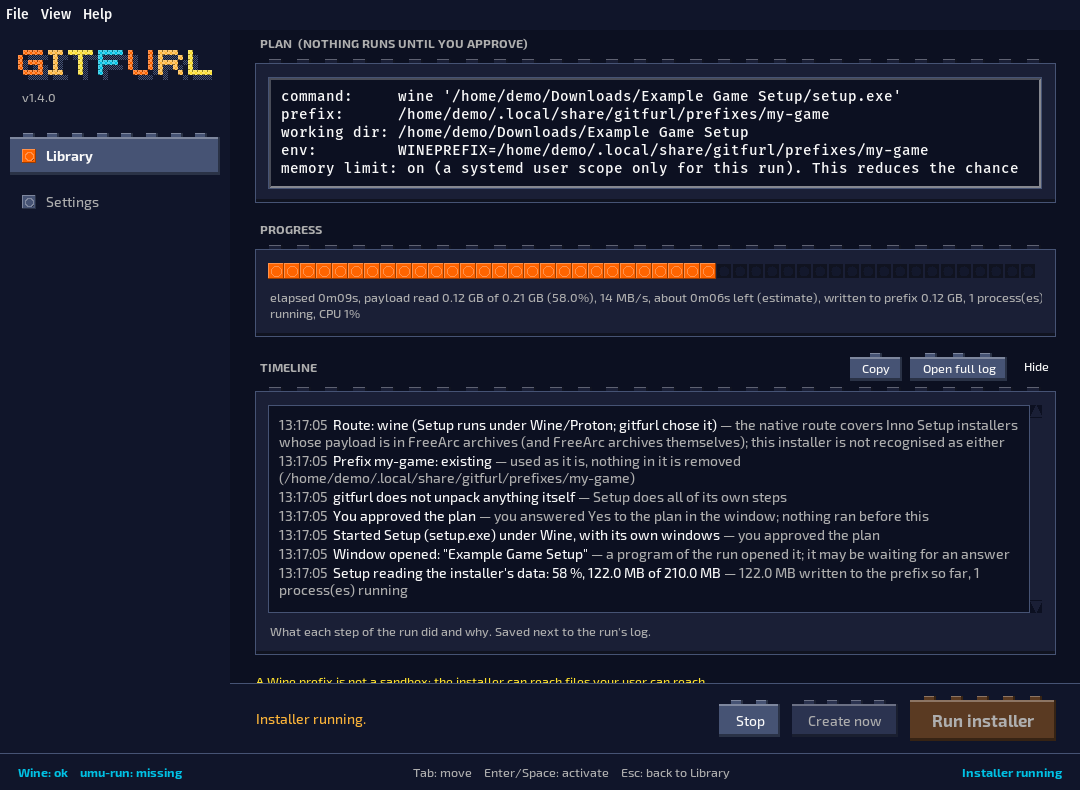 File View Help
GITFURL
v1.4.0
Library
Settings
PLAN (NOTHING RUNS UNTIL YOU APPROVE)
command: wine '/home/demo/Downloads/Example Game Setup/setup.exe'
prefix: /home/demo/.local/share/gitfurl/prefixes/my-game
working dir: /home/demo/Downloads/Example Game Setup
env: WINEPREFIX=/home/demo/.local/share/gitfurl/prefixes/my-game
memory limit: on (a systemd user scope only for this run). This reduces the chance
PROGRESS
elapsed 0m09s, payload read 0.12 GB of 0.21 GB (58.0%), 14 MB/s, about 0m06s left (estimate), written to prefix 0.12 GB, 1 process(es)
running, CPU 1%
TIMELINE
Copy
Open full log
Hide
13:17:05 Route: wine (Setup runs under Wine/Proton; gitfurl chose it) — the native route covers Inno Setup installers
whose payload is in FreeArc archives (and FreeArc archives themselves); this installer is not recognised as either
13:17:05 Prefix my-game: existing — used as it is, nothing in it is removed
(/home/demo/.local/share/gitfurl/prefixes/my-game)
13:17:05 gitfurl does not unpack anything itself — Setup does all of its own steps
13:17:05 You approved the plan — you answered Yes to the plan in the window; nothing ran before this
13:17:05 Started Setup (setup.exe) under Wine, with its own windows — you approved the plan
13:17:05 Window opened: "Example Game Setup" — a program of the run opened it; it may be waiting for an answer
13:17:05 Setup reading the installer's data: 58 %, 122.0 MB of 210.0 MB — 122.0 MB written to the prefix so far, 1
process(es) running
What each step of the run did and why. Saved next to the run's log.
A Wine prefix is not a sandbox: the installer can reach files your user can reach.
Installer running.
Stop
Create now
Run installer
Wine: ok umu-run: missing
Tab: move Enter/Space: activate Esc: back to Library
Installer running